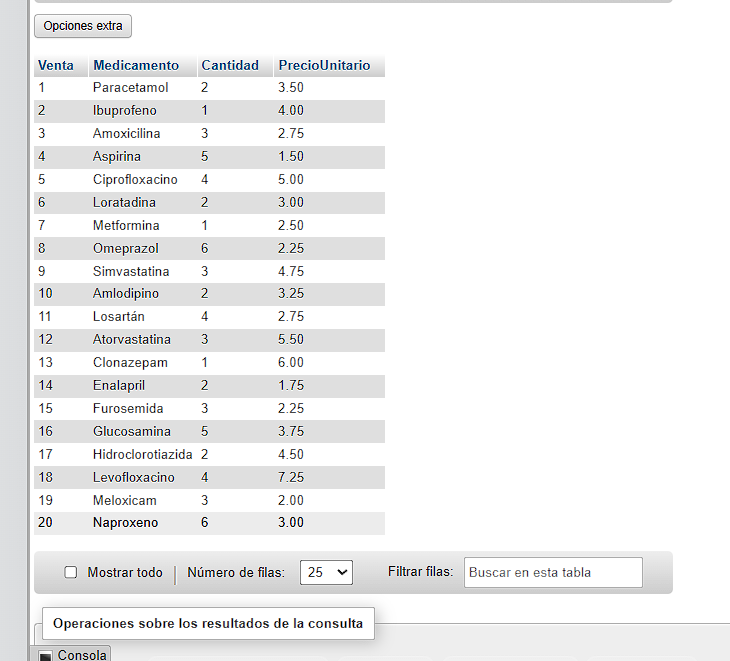 Opciones extra
Venta Medicamento Cantidad PrecioUnitario
1 Paracetamol 2 3.50
2 Ibuprofeno 1 4.00
3 Amoxicilina 3 2.75
4 Aspirina 5 1.50
5 Ciprofloxacino 4 5.00
6 Loratadina 2 3.00
7 Metformina 1 2.50
8 Omeprazol 6 2.25
9 Simvastatina 3 4.75
10 Amlodipino 2 3.25
11 Losartán 4 2.75
12 Atorvastatina 3 5.50
13 Clonazepam 1 6.00
14 Enalapril 2 1.75
15 Furosemida 3 2.25
16 Glucosamina 5 3.75
17 Hidroclorotiazida 2 4.50
18 Levofloxacino 4 7.25
19 Meloxicam 3 2.00
20 Naproxeno 6 3.00
Mostrar todo | Número de filas: 25 Filtrar filas: Buscar en esta tabla
Operaciones sobre los resultados de la consulta
Consola